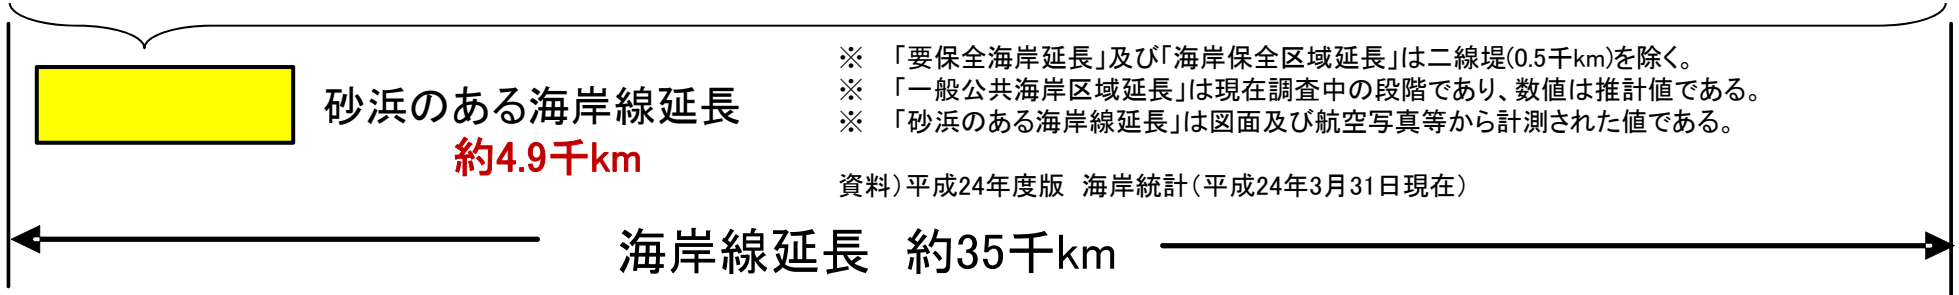 ※　「要保全海岸延長」及び「海岸保全区域延長」は二線堤(0.5千km)を除く。
※　「一般公共海岸区域延長」は現在調査中の段階であり、数値は推計値である。
※　「砂浜のある海岸線延長」は図面及び航空写真等から計測された値である。
砂浜のある海岸線延長
約4.9千km
資料）平成24年度版　海岸統計（平成24年3月31日現在）
海岸線延長　約35千km